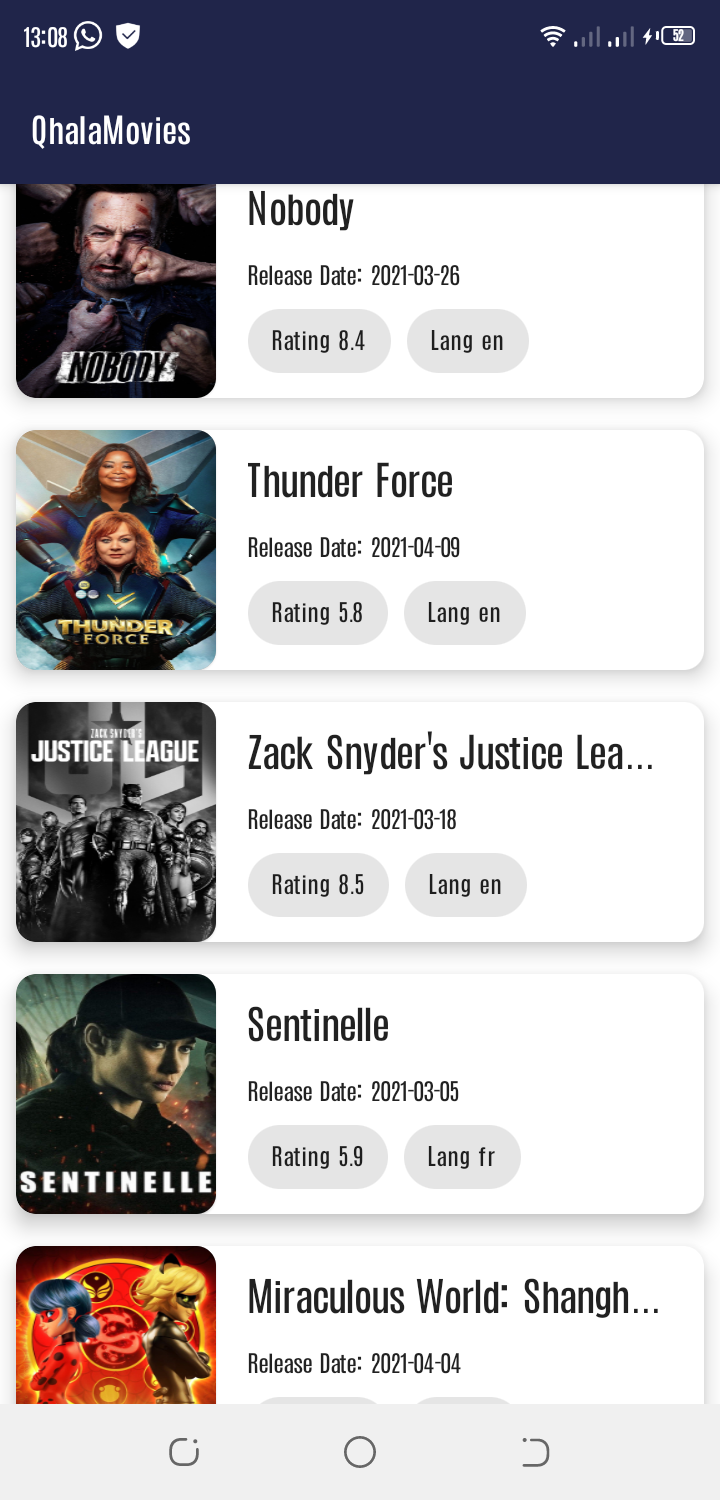 13:08
52
QhalaMovies
Nobody
Release Date: 2021-03-26
Rating 8.4 Lang en
NOBODY
Thunder Force
Release Date: 2021-04-09
Rating 5.8 Lang en
THUNDER
FORCE
Zack Snyder's Justice Lea...
ZACK SNYDER'S
JUSTICE LEAGUE
Release Date: 2021-03-18
Rating 8.5 Lang en
Sentinelle
Release Date: 2021-03-05
Rating 5.9 Lang fr
SENTINELLE
Miraculous World: Shangh...
Release Date: 2021-04-04